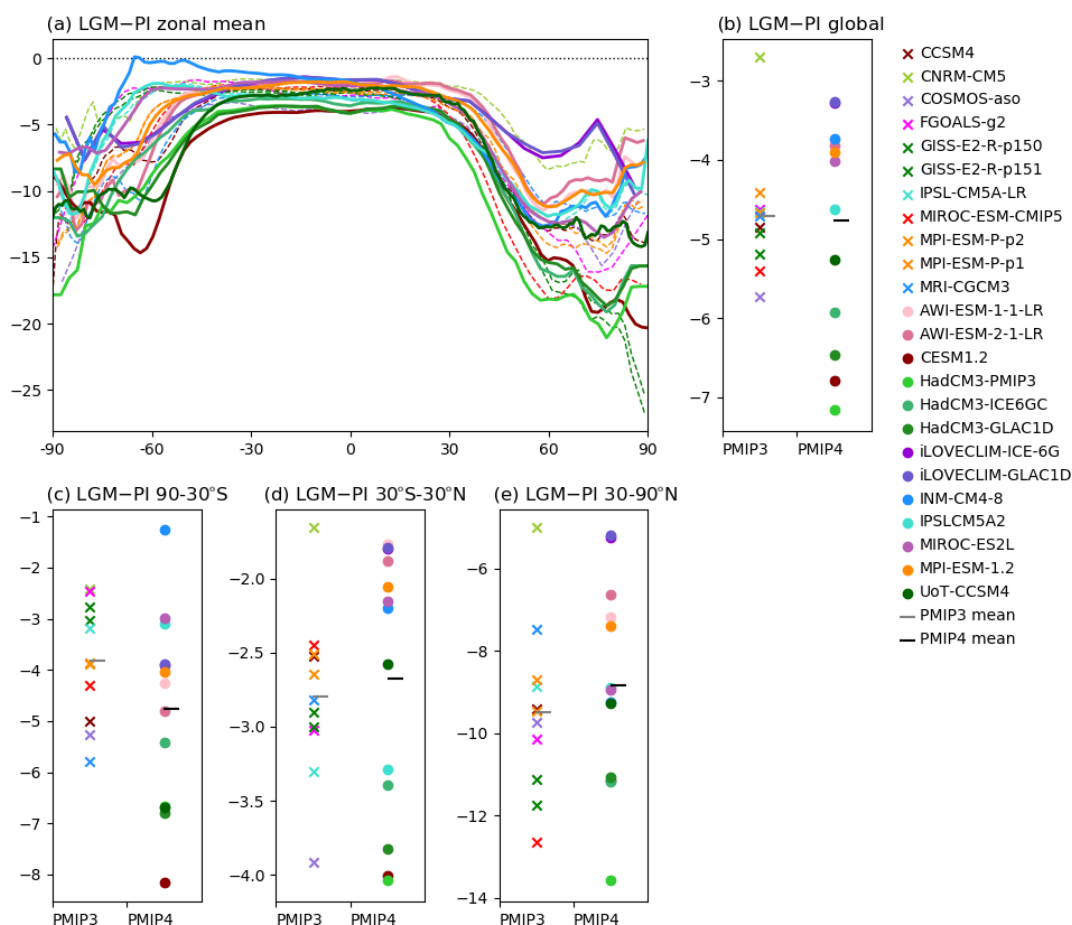 (a) LGM−PI zonal mean
0
−5
−10
−15
−20
−25
-90
-60
-30
0
30
60
90
(b) LGM−PI global
−3
−4
−5
−6
−7
PMIP3
PMIP4
CCSM4
CNRM-CM5
COSMOS-aso
FGOALS-g2
GISS-E2-R-p150
GISS-E2-R-p151
IPSL-CM5A-LR
MIROC-ESM-CMIP5
MPI-ESM-P-p2
MPI-ESM-P-p1
MRI-CGCM3
AWI-ESM-1-1-LR
AWI-ESM-2-1-LR
CESM1.2
HadCM3-PMIP3
HadCM3-ICE6GC
HadCM3-GLAC1D
iLOVECLIM-ICE-6G
iLOVECLIM-GLAC1D
INM-CM4-8
IPSLCM5A2
MIROC-ES2L
MPI-ESM-1.2
UoT-CCSM4
PMIP3 mean
PMIP4 mean
(c) LGM−PI 90-30°S
−1
−2
−3
−4
−5
−6
−7
−8
PMIP3
PMIP4
(d) LGM−PI 30°S-30°N
−2.0
−2.5
−3.0
−3.5
−4.0
PMIP3
PMIP4
(e) LGM−PI 30-90°N
−6
−8
−10
−12
−14
PMIP3
PMIP4